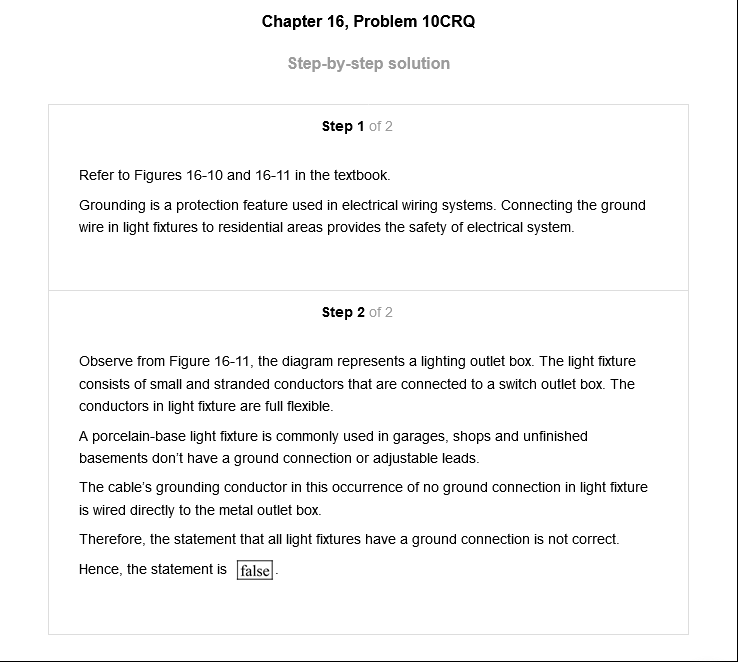 Chapter 16, Problem 10CRQ
Step-by-step solution
Step 1 of 2
Refer to Figures 16-10 and 16-11 in the textbook.
Grounding is a protection feature used in electrical wiring systems. Connecting the ground
wire in light fixtures to residential areas provides the safety of electrical system.
Step 2 of 2
Observe from Figure 16-11, the diagram represents a lighting outlet box. The light fixture
consists of small and stranded conductors that are connected to a switch outlet box. The
conductors in light fixture are full flexible.
A porcelain-base light fixture is commonly used in garages, shops and unfinished
basements don't have a ground connection or adjustable leads.
The cable's grounding conductor in this occurrence of no ground connection in light fixture
is wired directly to the metal outlet box.
Therefore, the statement that all light fixtures have a ground connection is not correct.
Hence, the statement is false.